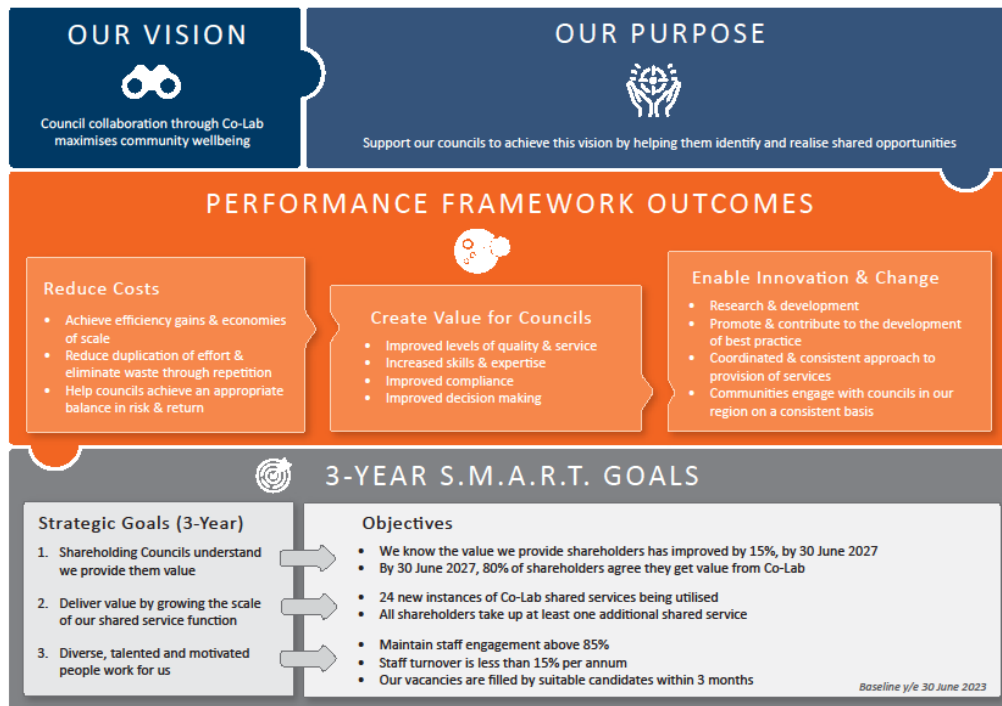 OUR VISION
Council collaboration through Co-Lab
maximises community wellbeing
OUR PURPOSE
Support our councils to achieve this vision by helping them identify and realise shared opportunities
PERFORMANCE FRAMEWORK OUTCOMES
Reduce Costs
• Achieve efficiency gains & economies
of scale
• Reduce duplication of effort &
eliminate waste through repetition
• Help councils achieve an appropriate
balance in risk & return
Create Value for Councils
• Improved levels of quality & service
• Increased skills & expertise
• Improved compliance
• Improved decision making
Enable Innovation & Change
• Research & development
• Promote & contribute to the development
of best practice
• Coordinated & consistent approach to
provision of services
• Communities engage with councils in our
region on a consistent basis
3-YEAR S.M.A.R.T. GOALS
Strategic Goals (3-Year)
1. Shareholding Councils understand
we provide them value
2. Deliver value by growing the scale
of our shared service function
3. Diverse, talented and motivated
people work for us
Objectives
• We know the value we provide shareholders has improved by 15%, by 30 June 2027
• By 30 June 2027, 80% of shareholders agree they get value from Co-Lab
• 24 new instances of Co-Lab shared services being utilised
• All shareholders take up at least one additional shared service
• Maintain staff engagement above 85%
• Staff turnover is less than 15% per annum
• Our vacancies are filled by suitable candidates within 3 months
Baseline y/e 30 June 2023